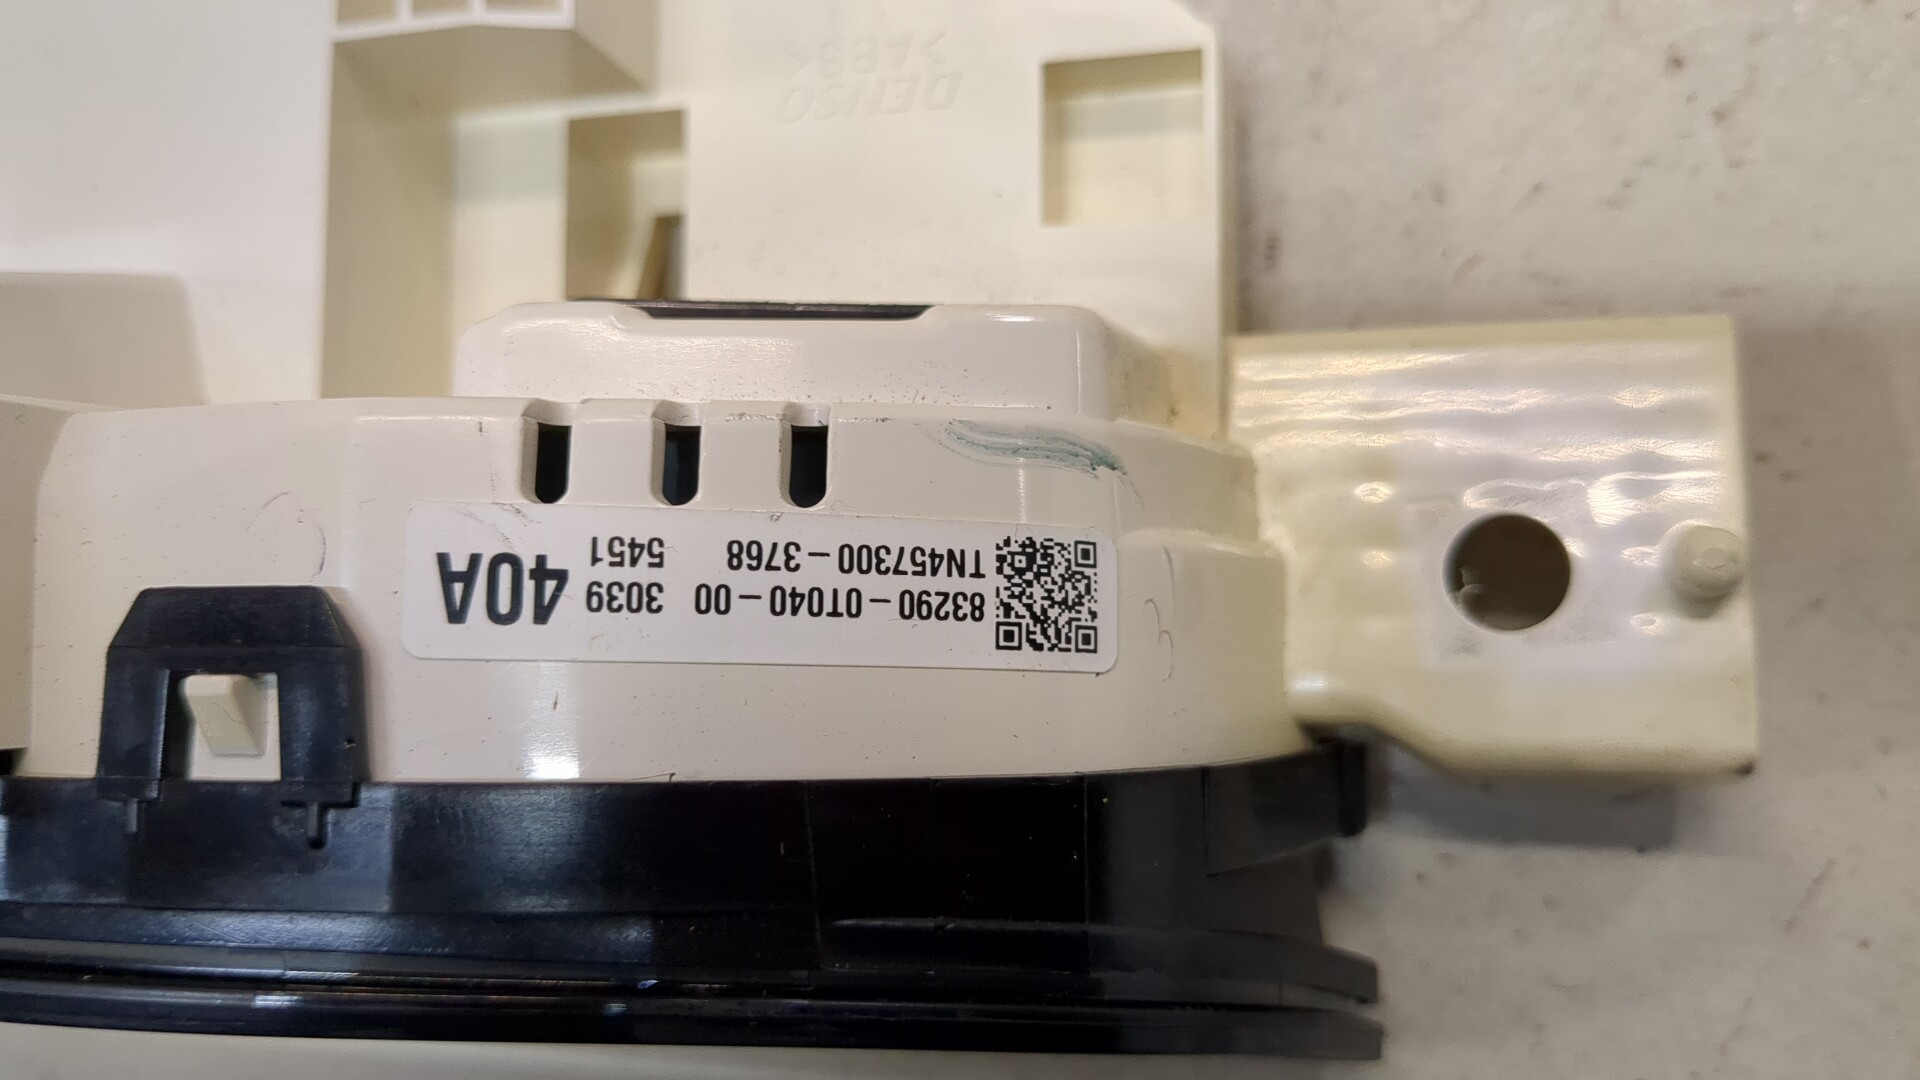 83290-0T040-00 3039 40A
TN457300-3768 5451
DENSO
>ABS<